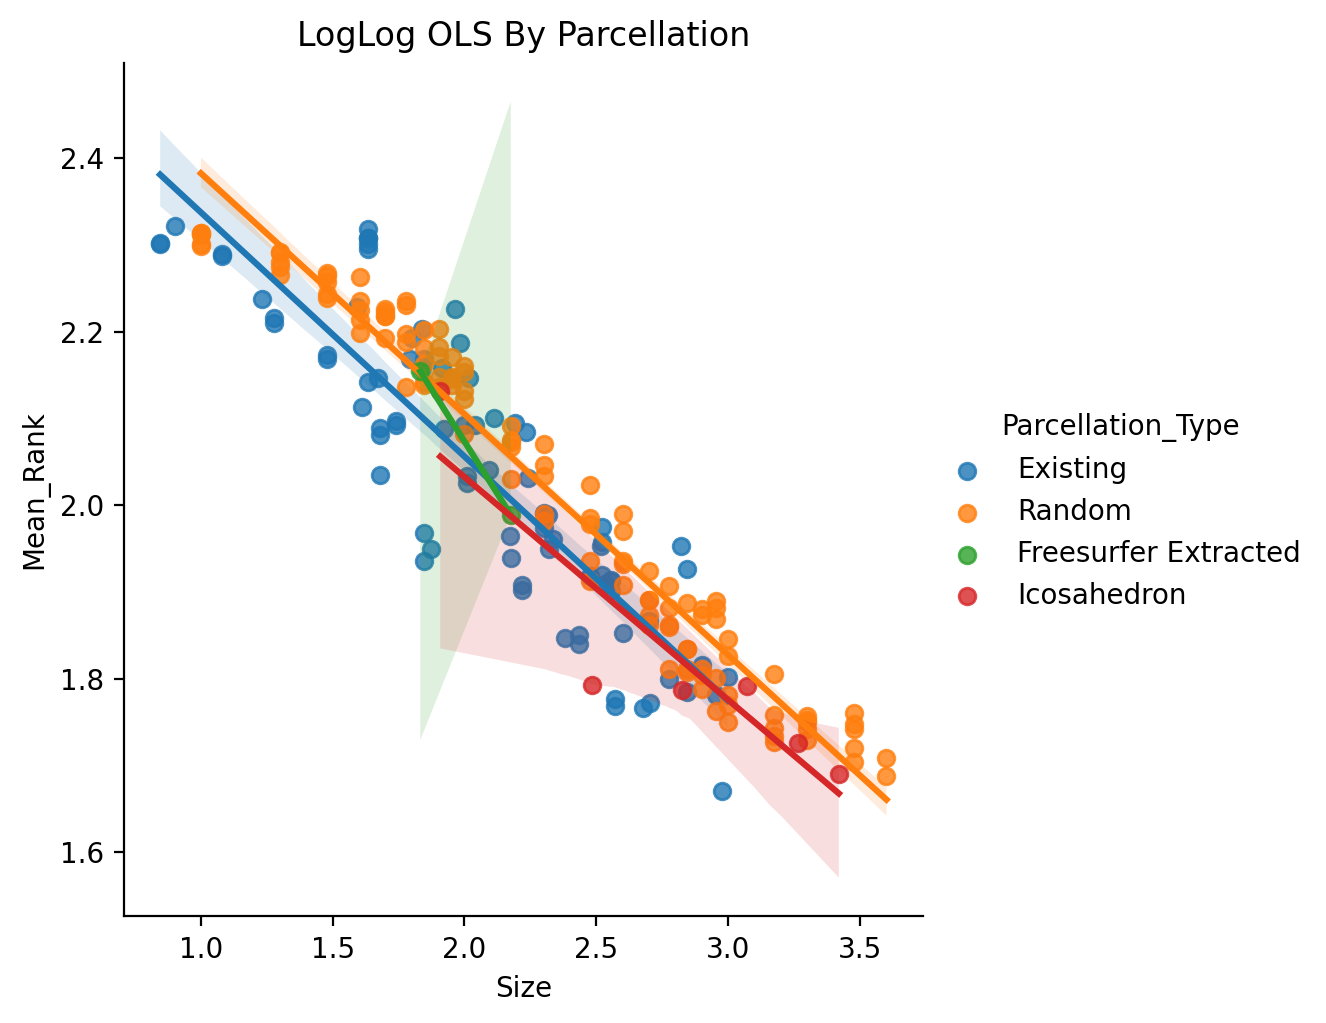 LogLog OLS By Parcellation
2.4
2.2
2.0
1.8
1.6
Mean_Rank
1.0 1.5 2.0 2.5 3.0 3.5
Size
Parcellation_Type
Existing
Random
Freesurfer Extracted
Icosahedron